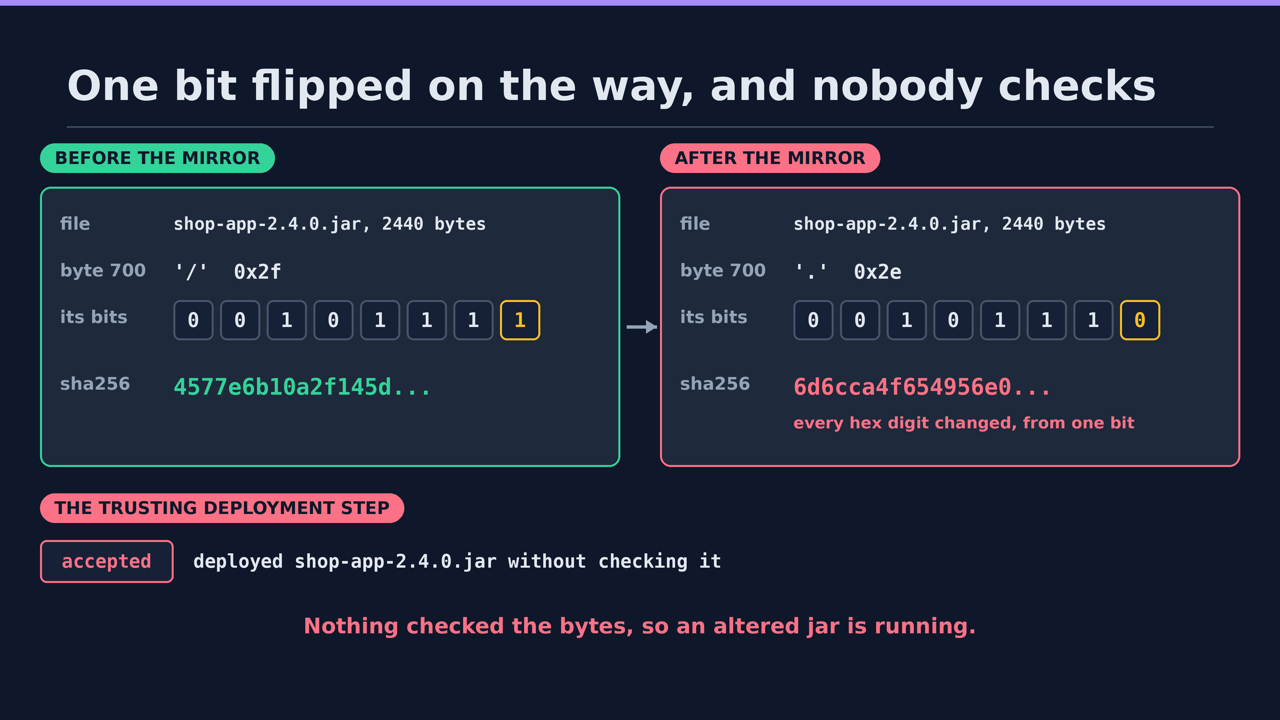 One bit flipped on the way, and nobody checks
BEFORE THE MIRROR
file shop-app-2.4.0.jar, 2440 bytes
byte 700 '/' 0x2f
its bits 0 0 1 0 1 1 1 1
sha256 4577e6b10a2f145d...
AFTER THE MIRROR
file shop-app-2.4.0.jar, 2440 bytes
byte 700 '.' 0x2e
its bits 0 0 1 0 1 1 1 0
sha256 6d6cca4f654956e0...
every hex digit changed, from one bit
THE TRUSTING DEPLOYMENT STEP
accepted deployed shop-app-2.4.0.jar without checking it
Nothing checked the bytes, so an altered jar is running.